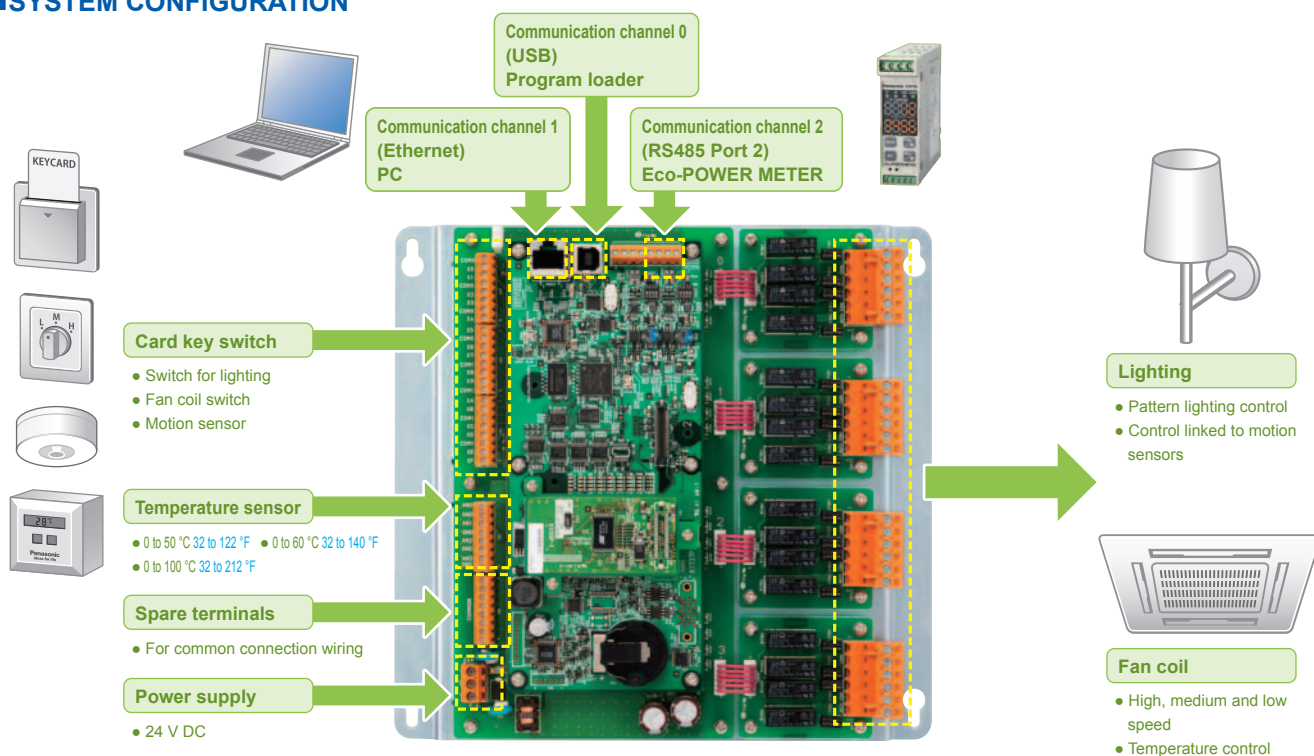 SYSTEM CONFIGURATION
Communication channel 0
(USB)
Program loader
Communication channel 1
(Ethernet)
PC
Communication channel 2
(RS485 Port 2)
Eco-POWER METER
KEYCARD
L M H
Card key switch
● Switch for lighting
● Fan coil switch
● Motion sensor
Temperature sensor
● 0 to 50 °C 32 to 122 °F ● 0 to 60 °C 32 to 140 °F
● 0 to 100 °C 32 to 212 °F
Panasonic
Spare terminals
● For common connection wiring
Power supply
● 24 V DC
0
1
2
3
Lighting
● Pattern lighting control
● Control linked to motion
sensors
Fan coil
● High, medium and low
speed
● Temperature control